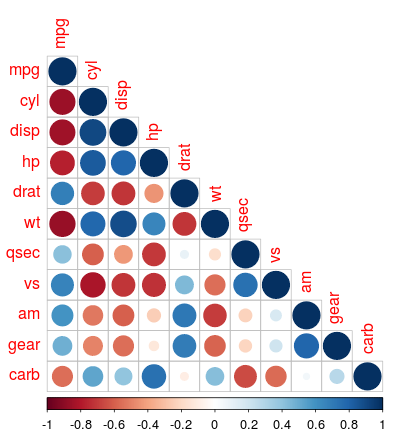 mpg
mpg
cyl
cyl
disp
disp
hp
hp
drat
drat
wt
wt
qsec
qsec
vs
vs
am
am
gear
gear
carb
carb
-1 -0.8 -0.6 -0.4 -0.2 0 0.2 0.4 0.6 0.8 1